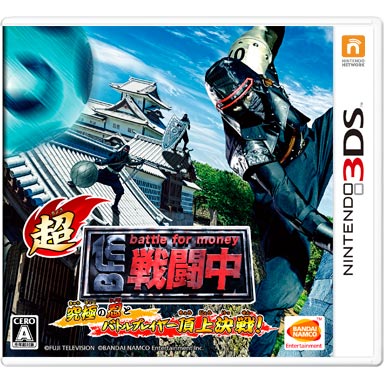 NINTENDO
NETWORK
NINTENDO 3DS
超
Bfm
battle for money
戦闘中
究極の忍と
バトルプレイヤー頂上決戦!
CERO
A
BANDAI
NAMCO
Entertainment
©FUJI TELEVISION ©BANDAI NAMCO Entertainment Inc.